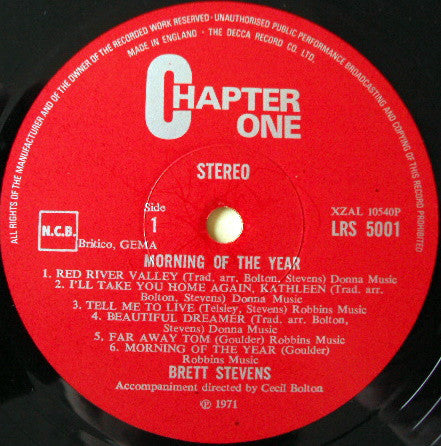 ALL RIGHTS OF THE MANUFACTURER AND OF THE OWNER OF THE RECORDED WORK RESERVED · UNAUTHORISED PUBLIC PERFORMANCE BROADCASTING AND COPYING OF THIS RECORD PROHIBITED
MADE IN ENGLAND · THE DECCA RECORD CO. LTD.
CHAPTER
ONE
STEREO
Side
1
XZAL 10540P
LRS 5001
N.C.B.
Britico, GEMA
MORNING OF THE YEAR
1. RED RIVER VALLEY (Trad. arr. Bolton, Stevens) Donna Music
2. I'LL TAKE YOU HOME AGAIN, KATHLEEN (Trad. arr.
Bolton, Stevens) Donna Music
3. TELL ME TO LIVE (Telsley, Stevens) Robbins Music
4. BEAUTIFUL DREAMER (Trad. arr. Bolton,
Stevens) Donna Music
5. FAR AWAY TOM (Goulder) Robbins Music
6. MORNING OF THE YEAR (Goulder)
Robbins Music
BRETT STEVENS
Accompaniment directed by Cecil Bolton
℗ 1971